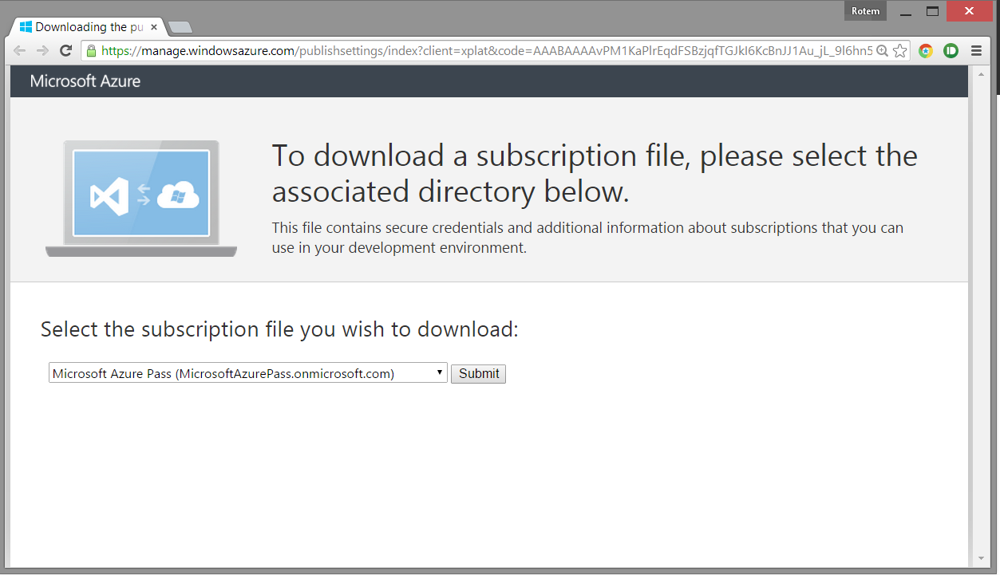 Rotem
Downloading the pu
https://manage.windowsazure.com/publishsettings/index?client=xplat&code=AAABAAAAvPM1KaPlrEqdFSBzjqfTGJkI6KcBnJJ1Au_jL_9l6hn5
Microsoft Azure
To download a subscription file, please select the
associated directory below.
This file contains secure credentials and additional information about subscriptions that you can
use in your development environment.
Select the subscription file you wish to download:
Microsoft Azure Pass (MicrosoftAzurePass.onmicrosoft.com) Submit